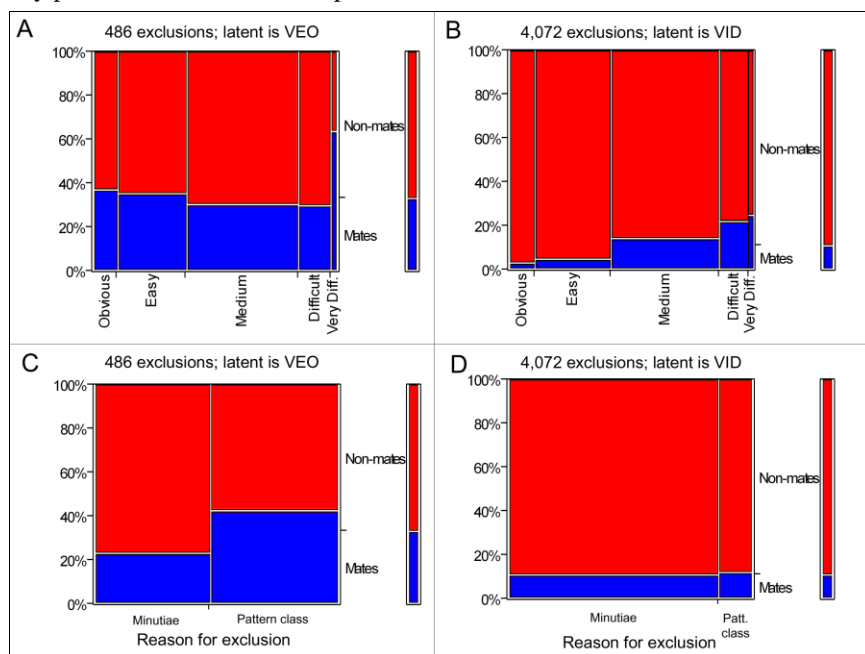 A
486 exclusions; latent is VEO
100%
80%
60%
40%
20%
0%
Non-mates
Mates
Obvious
Easy
Medium
Difficult
Very Diff.
B
4,072 exclusions; latent is VID
100%
80%
60%
40%
20%
0%
Non-mates
Mates
Obvious
Easy
Medium
Difficult
Very Diff.
C
486 exclusions; latent is VEO
100%
80%
60%
40%
20%
0%
Non-mates
Mates
Minutiae
Pattern class
Reason for exclusion
D
4,072 exclusions; latent is VID
100%
80%
60%
40%
20%
0%
Non-mates
Mates
Minutiae
Patt.
class
Reason for exclusion